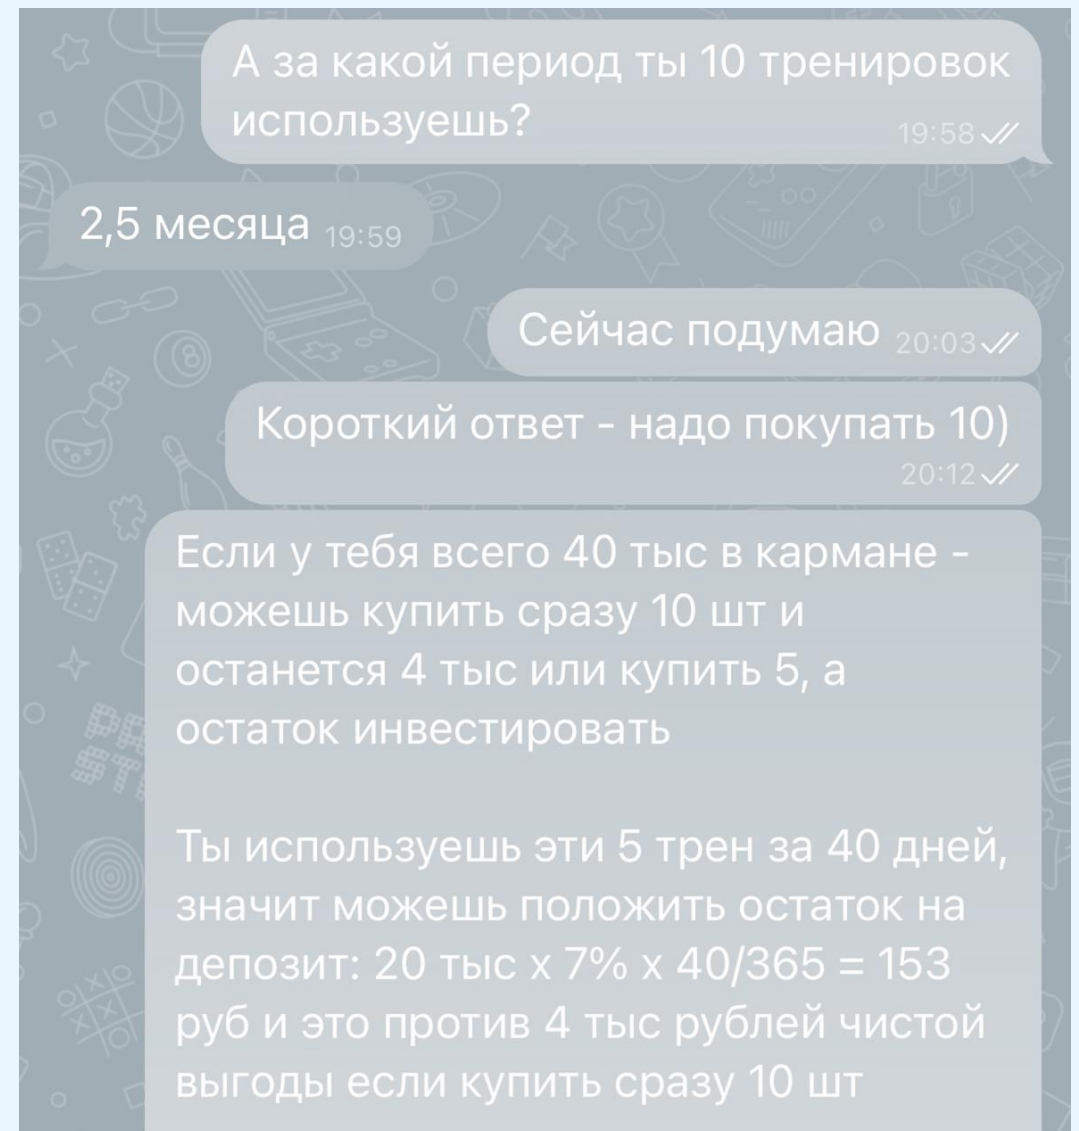 А за какой период ты 10 тренировок
используешь?
19:58
2,5 месяца 19:59
Сейчас подумаю 20:03
Короткий ответ - надо покупать 10)
20:12
Если у тебя всего 40 тыс в кармане -
можешь купить сразу 10 шт и
останется 4 тыс или купить 5, а
остаток инвестировать
Ты используешь эти 5 трен за 40 дней,
значит можешь положить остаток на
депозит: 20 тыс х 7% х 40/365 = 153
руб и это против 4 тыс рублей чистой
выгоды если купить сразу 10 шт